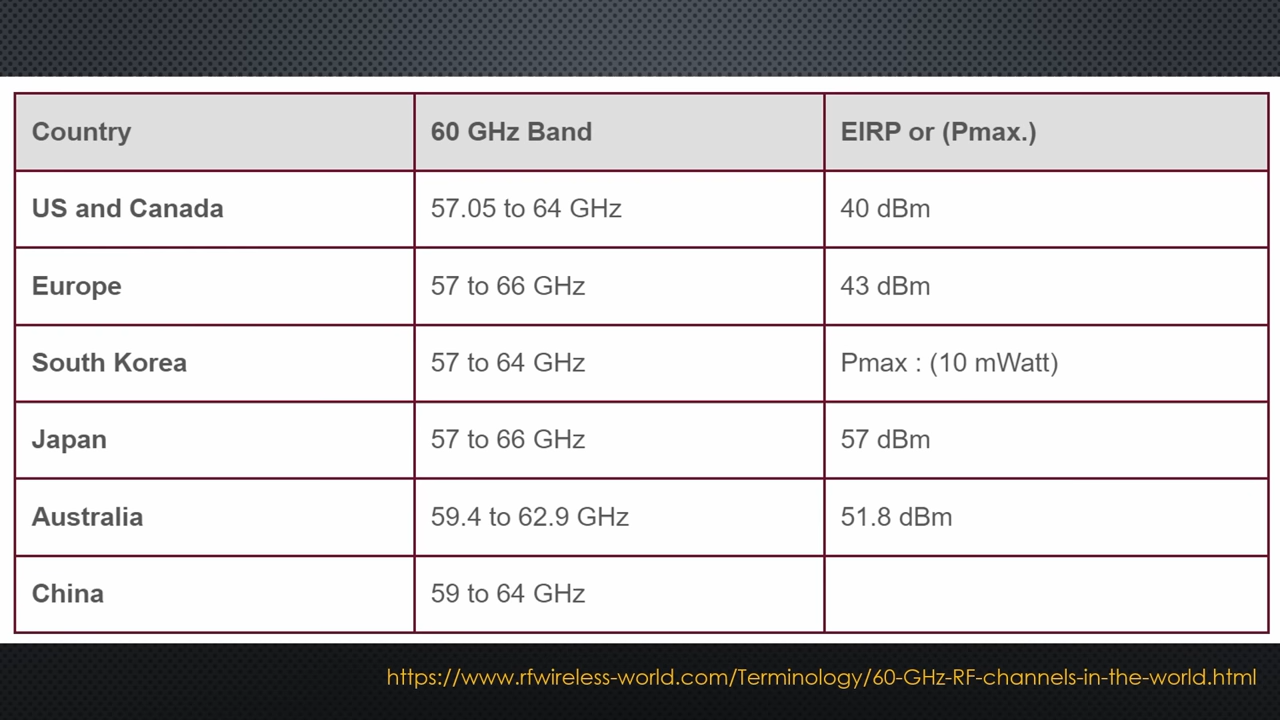 Country 60 GHz Band EIRP or (Pmax.)
US and Canada 57.05 to 64 GHz 40 dBm
Europe 57 to 66 GHz 43 dBm
South Korea 57 to 64 GHz Pmax : (10 mWatt)
Japan 57 to 66 GHz 57 dBm
Australia 59.4 to 62.9 GHz 51.8 dBm
China 59 to 64 GHz
https://www.rfwireless-world.com/Terminology/60-GHz-RF-channels-in-the-world.html